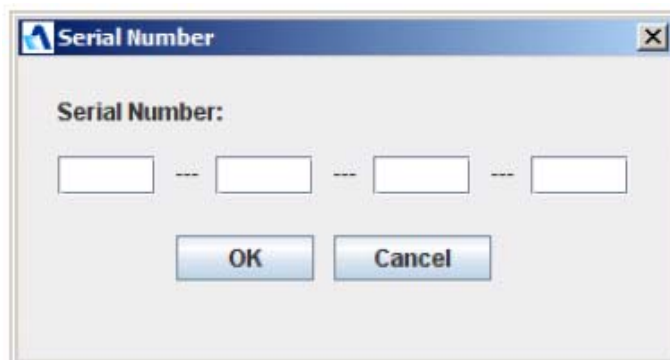 Serial Number
Serial Number:
--- --- ---
OK Cancel